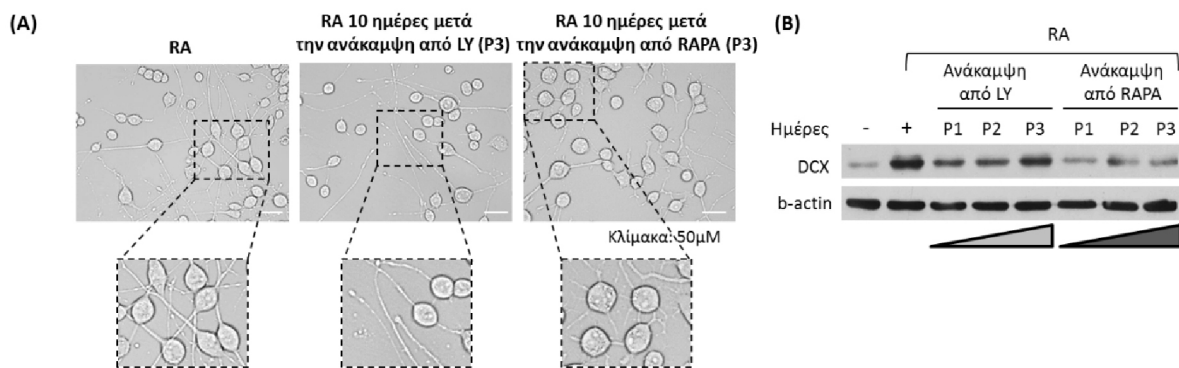 (A)
RA
RA 10 ημέρες μετά
την ανάκαμψη από LY (P3)
RA 10 ημέρες μετά
την ανάκαμψη από RAPA (P3)
Κλίμακα: 50μΜ
(B)
RA
Ανάκαμψη
από LY
Ανάκαμψη
από RAPA
Ημέρες - + P1 P2 P3 P1 P2 P3
DCX
b-actin